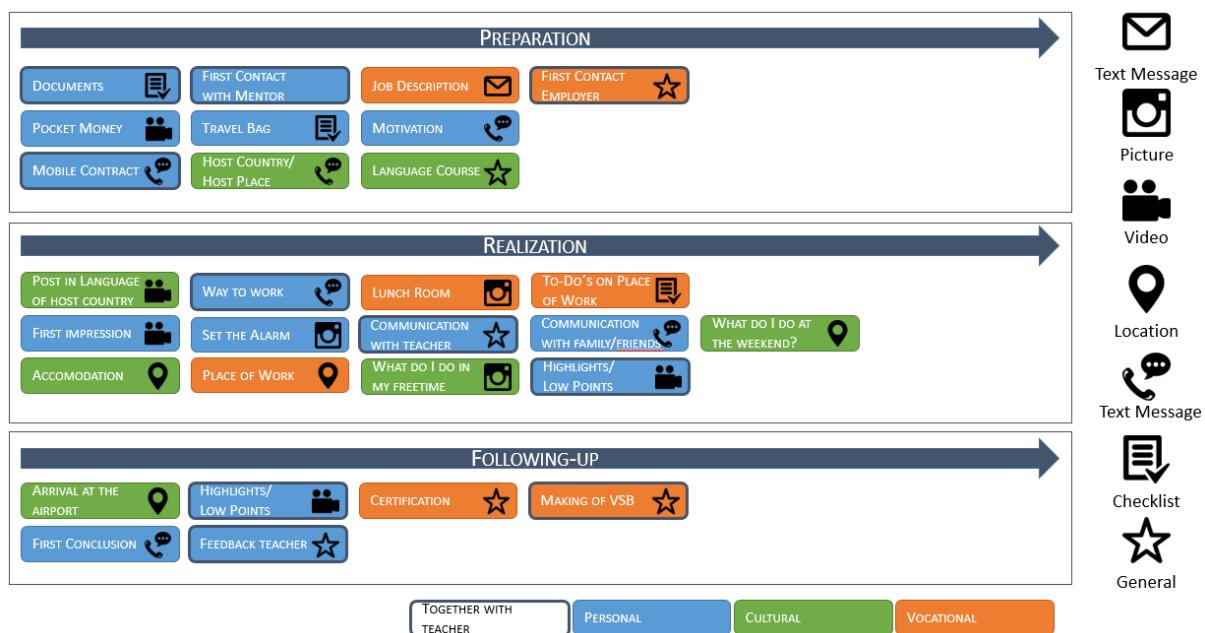 PREPARATION
DOCUMENTS
FIRST CONTACT
WITH MENTOR
JOB DESCRIPTION
FIRST CONTACT
EMPLOYER
POCKET MONEY
TRAVEL BAG
MOTIVATION
MOBILE CONTRACT
HOST COUNTRY/
HOST PLACE
LANGUAGE COURSE
REALIZATION
POST IN LANGUAGE
OF HOST COUNTRY
WAY TO WORK
LUNCH ROOM
TO-DO´S ON PLACE
OF WORK
FIRST IMPRESSION
SET THE ALARM
COMMUNICATION
WITH TEACHER
COMMUNICATION
WITH FAMILY/FRIENDS
WHAT DO I DO AT
THE WEEKEND?
ACCOMODATION
PLACE OF WORK
WHAT DO I DO IN
MY FREETIME
HIGHLIGHTS/
LOW POINTS
FOLLOWING-UP
ARRIVAL AT THE
AIRPORT
HIGHLIGHTS/
LOW POINTS
CERTIFICATION
MAKING OF VSB
FIRST CONCLUSION
FEEDBACK TEACHER
TOGETHER WITH
TEACHER
PERSONAL
CULTURAL
VOCATIONAL
Text Message
Picture
Video
Location
Text Message
Checklist
General